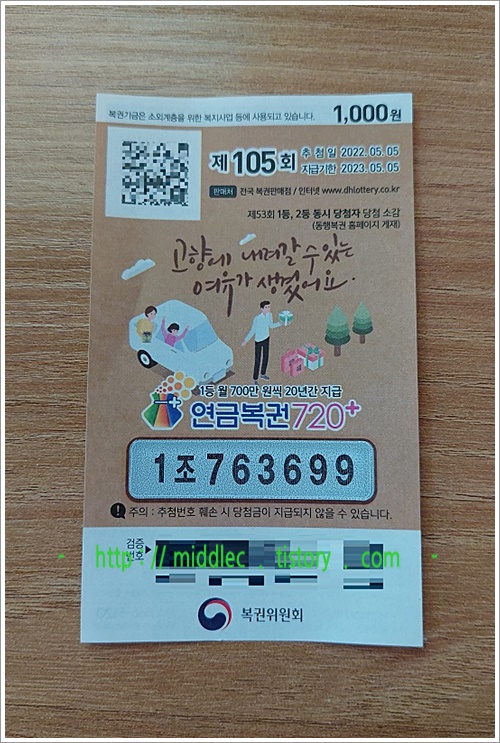 복권기금은 소외계층을 위한 복지사업 등에 사용되고 있습니다. 1,000원
제105회 추첨일 2022. 05. 05
지급기한 2023. 05. 05
판매처 전국 복권판매점 / 인터넷 www.dhlottery.co.kr
제53회 1등, 2등 동시 당첨자 당첨 소감
(동행복권 홈페이지 게재)
고향에 내려갈 수 있는
여유가 생겼어요.
1등 월 700만 원씩 20년간 지급
연금복권720+
1조 763699
! 주의 : 추첨번호 훼손 시 당첨금이 지급되지 않을 수 있습니다.
검증
번호
- http://middlec.tistory.com -
복권위원회